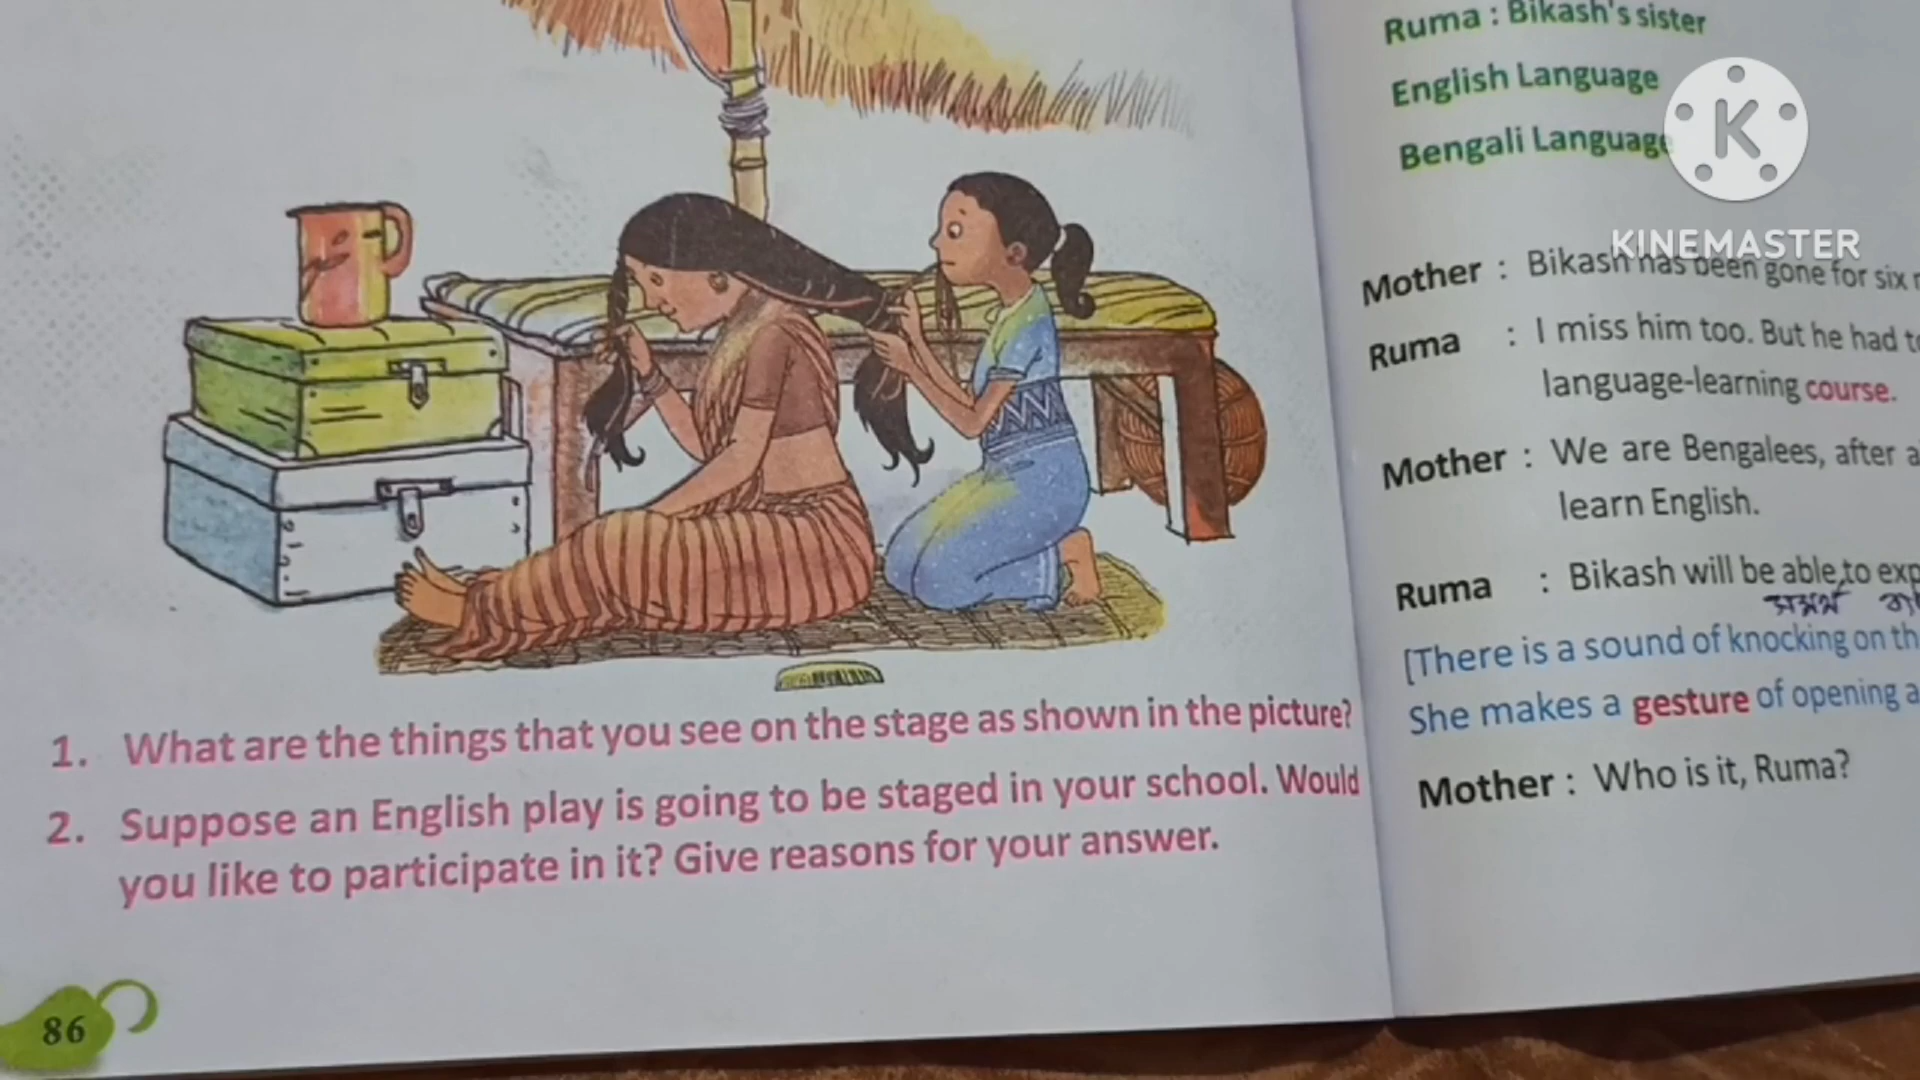 1. What are the things that you see on the stage as shown in the picture?
2. Suppose an English play is going to be staged in your school. Would
you like to participate in it? Give reasons for your answer.
86
Ruma : Bikash's sister
English Language
Bengali Language
K
KINEMASTER
Mother : Bikash has been gone for six
Ruma : I miss him too. But he had
language-learning course.
Mother : We are Bengalees, after
learn English.
Ruma : Bikash will be able to
সমর্থ
[There is a sound of knocking on
She makes a gesture of opening
Mother : Who is it, Ruma?